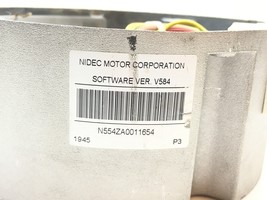 NIDEC MOTOR CORPORATION
SOFTWARE VER. V584
N554ZA0011654
1945 P3